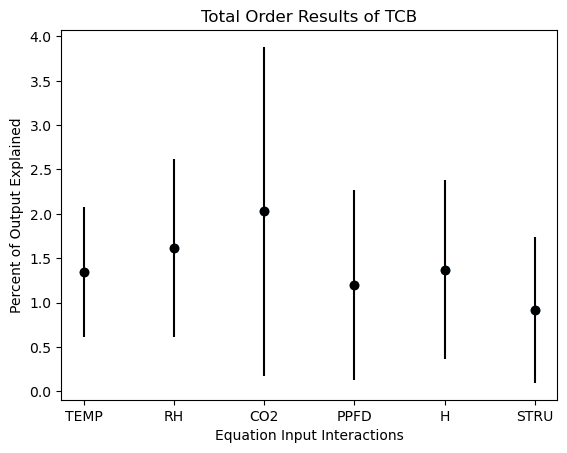 Total Order Results of TCB
Percent of Output Explained
4.0
3.5
3.0
2.5
2.0
1.5
1.0
0.5
0.0
TEMP RH CO2 PPFD H STRU
Equation Input Interactions